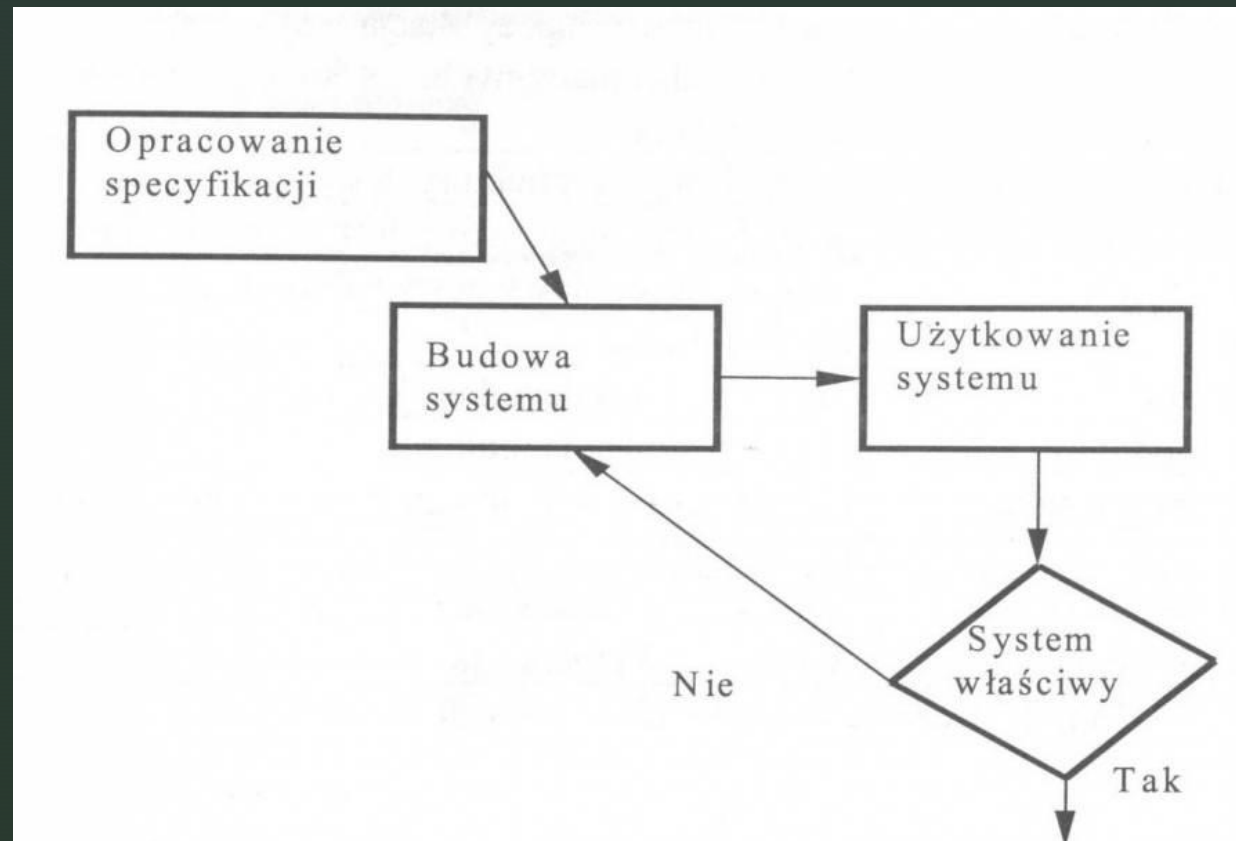 Opracowanie
specyfikacji
Budowa
systemu
Użytkowanie
systemu
System
właściwy
Nie
Tak